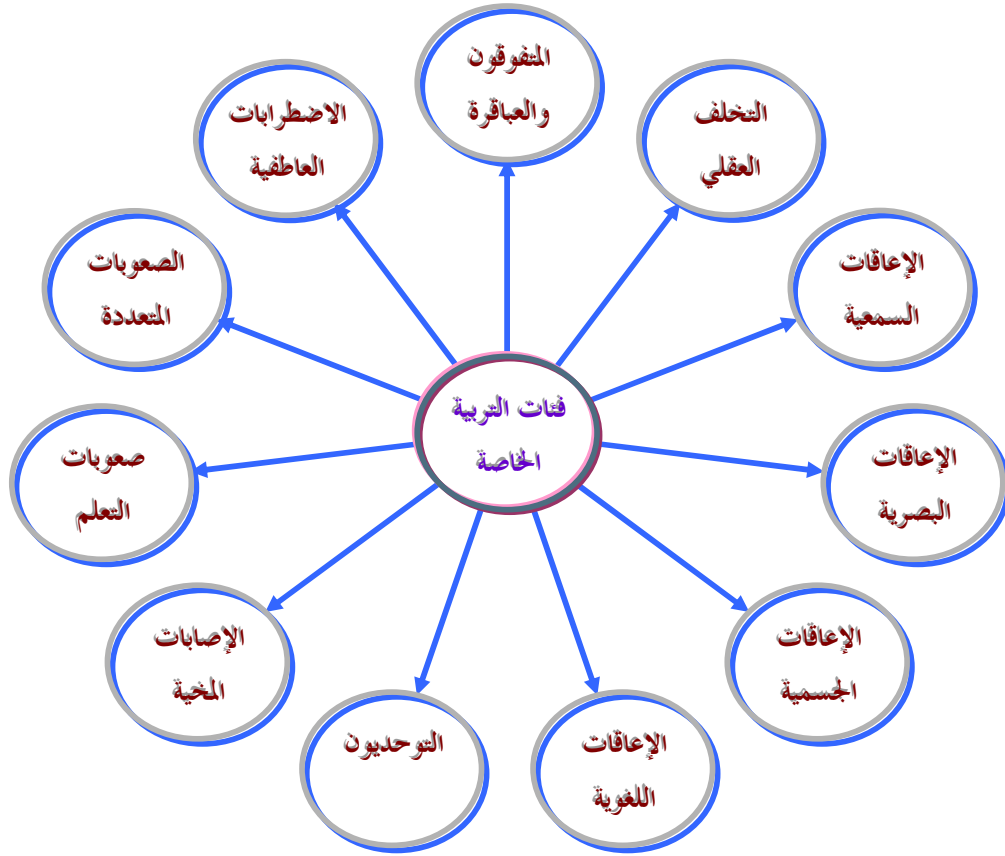 فئات التربية
الخاصة
المتفوقون
والعباقرة
التخلف
العقلي
الإعاقات
السمعية
الإعاقات
البصرية
الإعاقات
الجسمية
الإعاقات
اللغوية
التوحديون
الإصابات
المخية
صعوبات
التعلم
الصعوبات
المتعددة
الاضطرابات
العاطفية